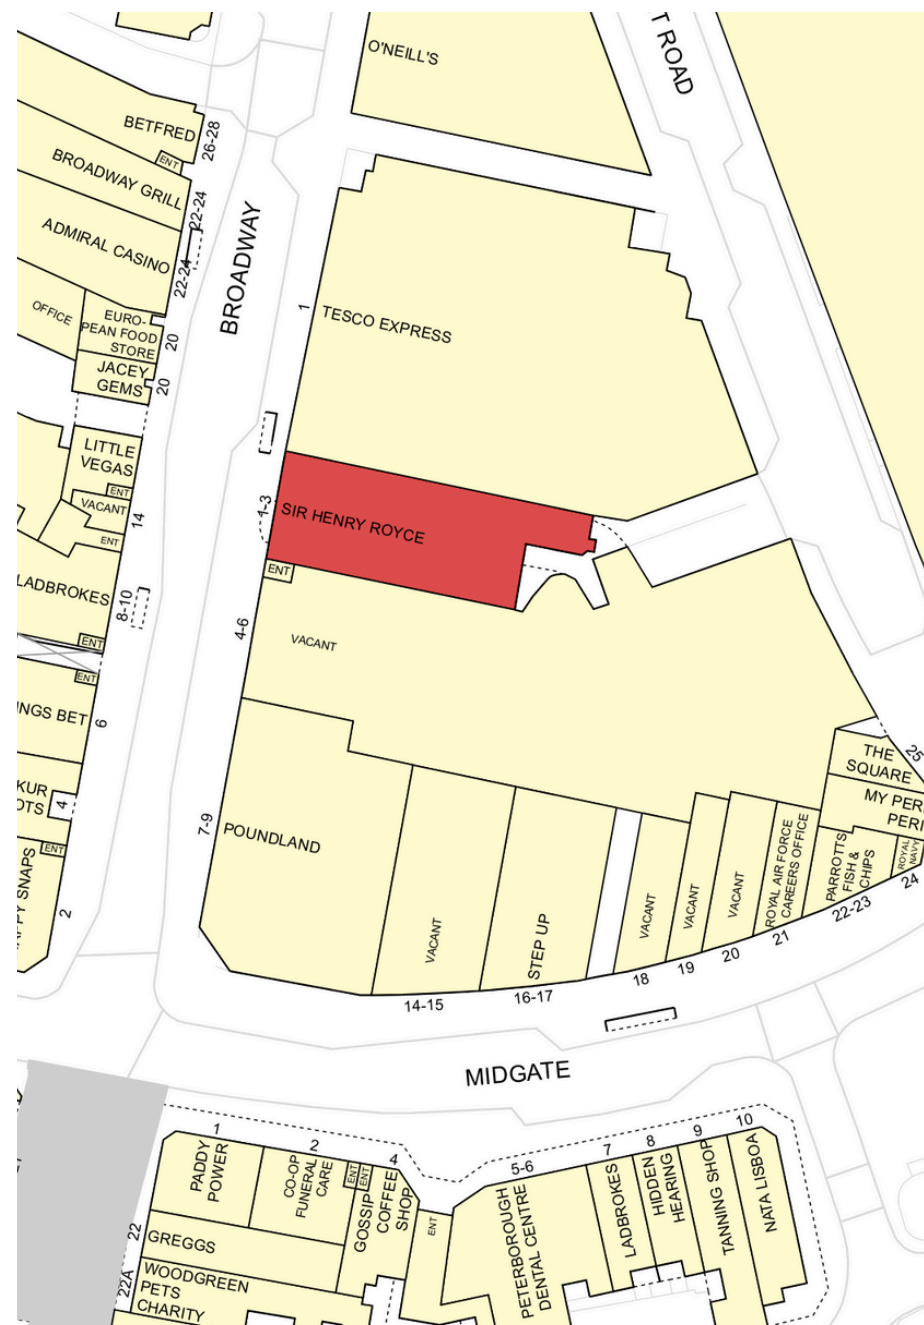 O'NEILL'S
T ROAD
BETFRED
26-28
ENT
BROADWAY GRILL
22-24
ADMIRAL CASINO
22-24
BROADWAY
OFFICE
EURO-
PEAN FOOD
STORE
20
JACEY
GEMS
20
1
TESCO EXPRESS
LITTLE
VEGAS
ENT
VACANT
14
ENT
1-3
SIR HENRY ROYCE
ENT
LADBROKES
8-10
ENT
4-6
VACANT
ENT
INGS BET
6
KUR
OTS
4
ENT
PPY SNAPS
2
7-9
POUNDLAND
VACANT
14-15
STEP UP
16-17
VACANT
18
VACANT
19
VACANT
20
ROYAL AIR FORCE
CAREERS OFFICE
21
PARROTTS
FISH &
CHIPS
22-23
THE
SQUARE
25
MY PER
PERI
ROYAL
NAVY
24
MIDGATE
1
PADDY
POWER
2
CO-OP
FUNERAL
CARE
ENT
ENT
4
GOSSIP
COFFEE
SHOP
ENT
5-6
PETERBOROUGH
DENTAL CENTRE
7
LADBROKES
8
HIDDEN
HEARING
9
TANNING SHOP
10
NATA LISBOA
22
GREGGS
22A
WOODGREEN
PETS
CHARITY